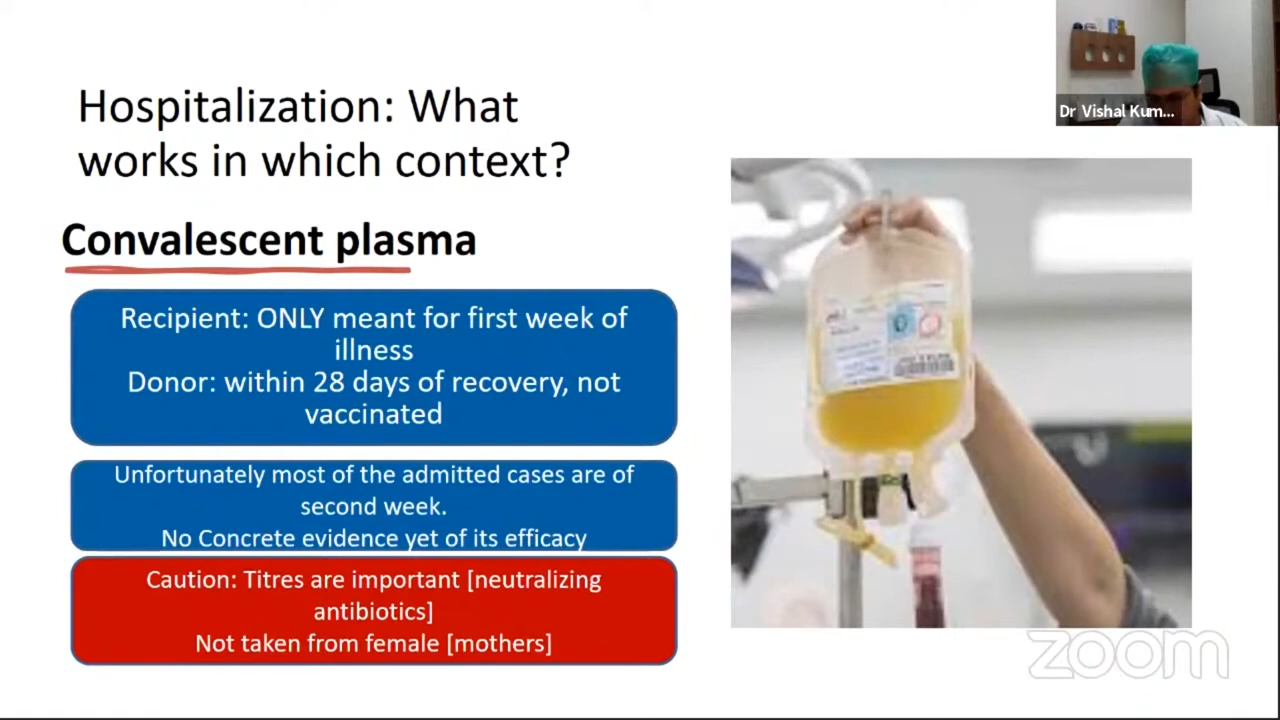 Dr Vishal Kum...
Hospitalization: What
works in which context?
Convalescent plasma
Recipient: ONLY meant for first week of
illness
Donor: within 28 days of recovery, not
vaccinated
Unfortunately most of the admitted cases are of
second week.
No Concrete evidence yet of its efficacy
Caution: Titres are important [neutralizing
antibiotics]
Not taken from female [mothers]
zoom